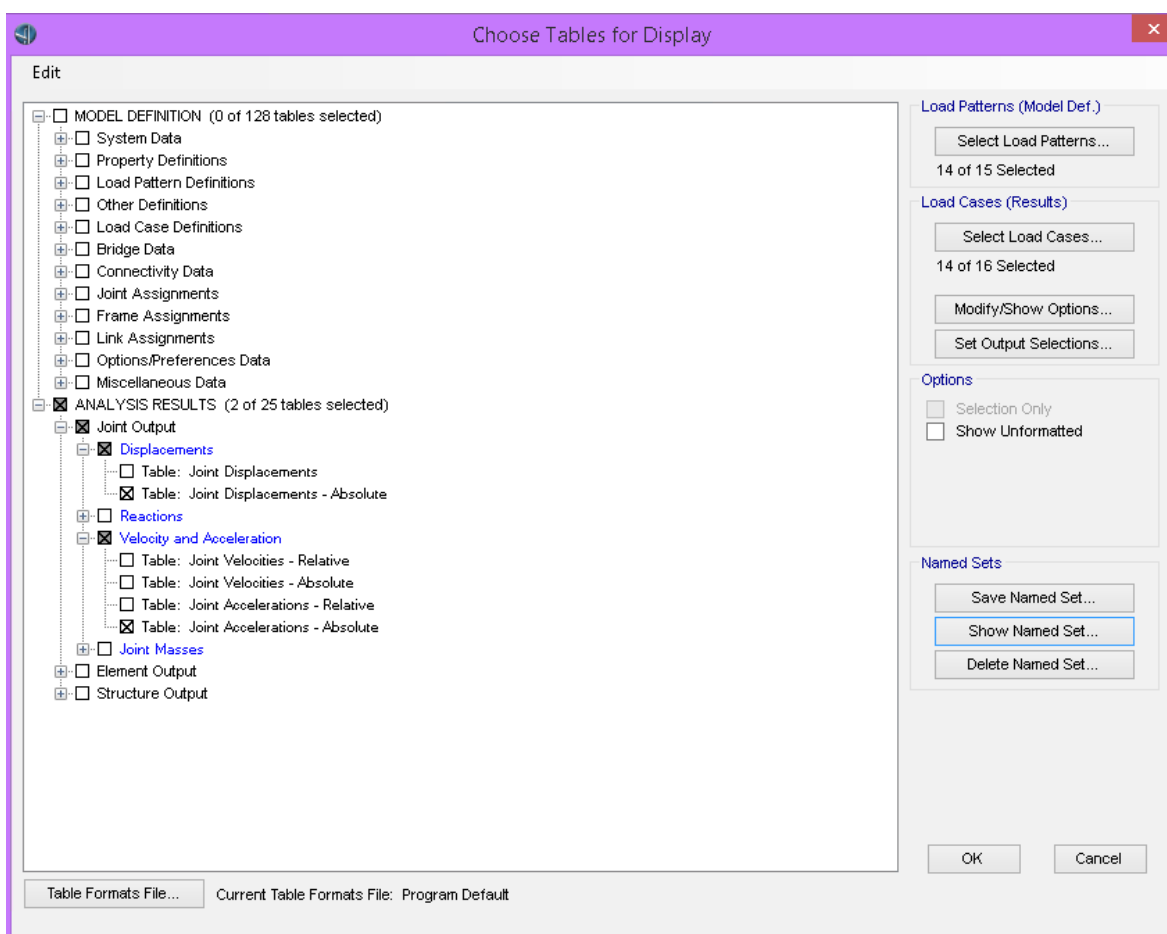 Choose Tables for Display
Edit
MODEL DEFINITION (0 of 128 tables selected)
System Data
Property Definitions
Load Pattern Definitions
Other Definitions
Load Case Definitions
Bridge Data
Connectivity Data
Joint Assignments
Frame Assignments
Link Assignments
Options/Preferences Data
Miscellaneous Data
ANALYSIS RESULTS (2 of 25 tables selected)
Joint Output
Displacements
Table: Joint Displacements
Table: Joint Displacements - Absolute
Reactions
Velocity and Acceleration
Table: Joint Velocities - Relative
Table: Joint Velocities - Absolute
Table: Joint Accelerations - Relative
Table: Joint Accelerations - Absolute
Joint Masses
Element Output
Structure Output
Load Patterns (Model Def.)
Select Load Patterns...
14 of 15 Selected
Load Cases (Results)
Select Load Cases...
14 of 16 Selected
Modify/Show Options...
Set Output Selections...
Options
Selection Only
Show Unformatted
Named Sets
Save Named Set...
Show Named Set...
Delete Named Set...
OK
Cancel
Table Formats File...
Current Table Formats File: Program Default